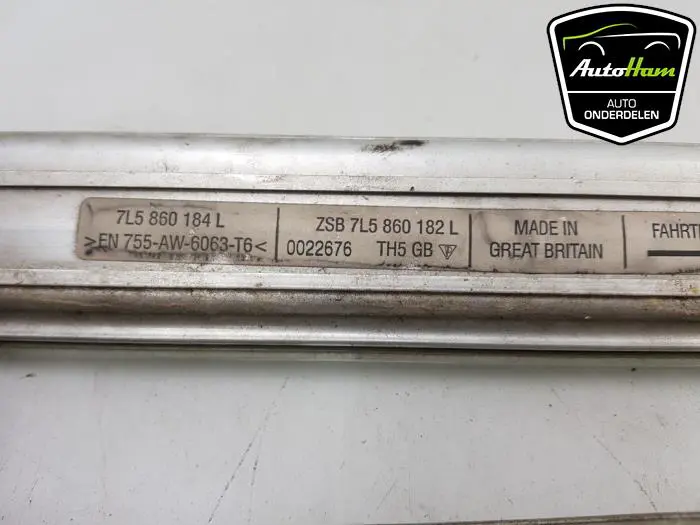 AutoHam
AUTO
ONDERDELEN
7L5 860 184 L
>EN 755-AW-6063-T6<
ZSB 7L5 860 182 L
0022676 TH5 GB
MADE IN
GREAT BRITAIN